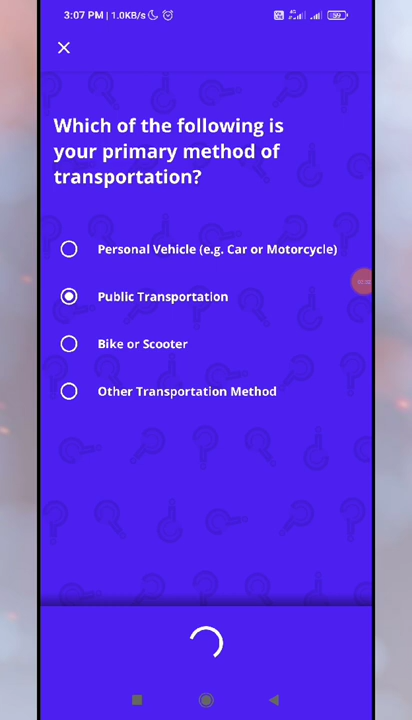 3:07 PM | 1.0KB/s
Which of the following is
your primary method of
transportation?
Personal Vehicle (e.g. Car or Motorcycle)
Public Transportation
Bike or Scooter
Other Transportation Method